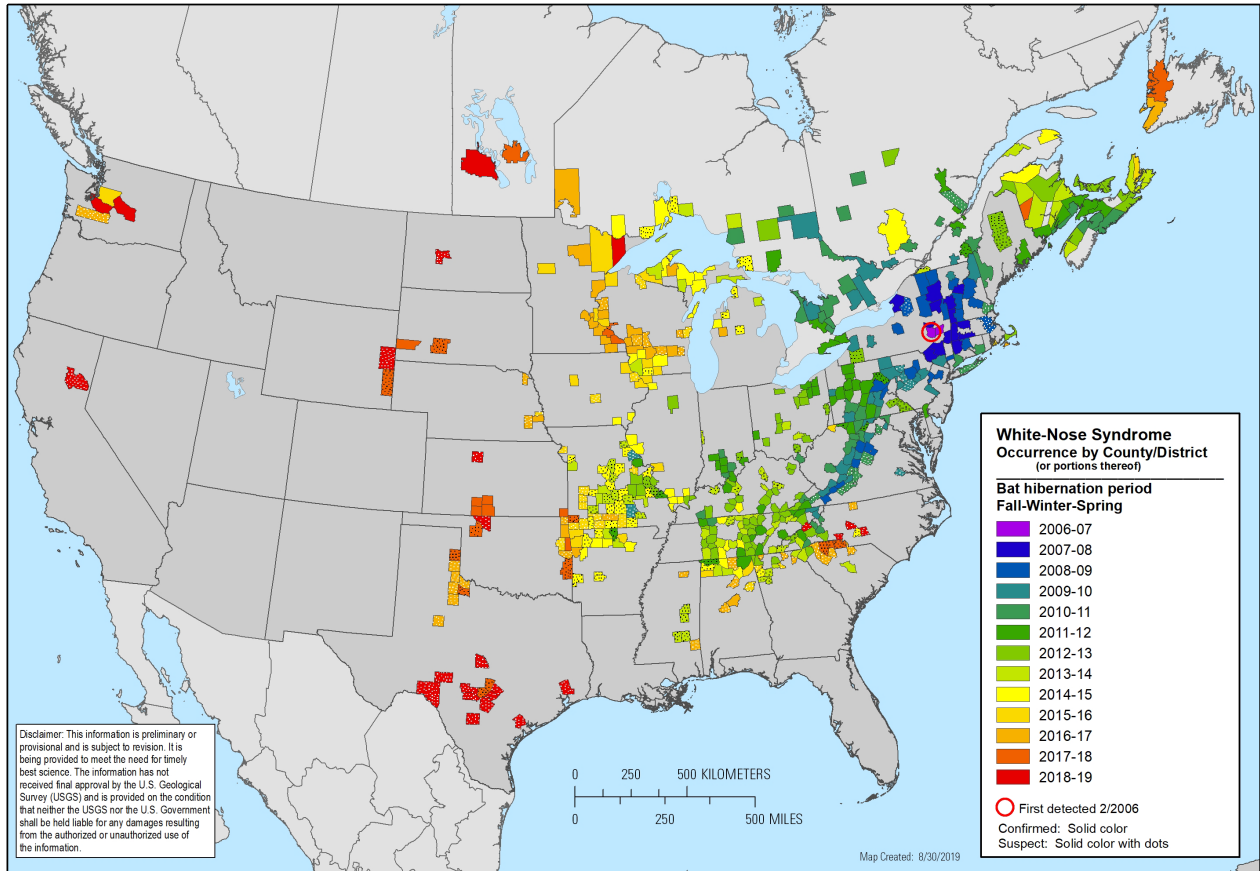 White-Nose Syndrome
Occurrence by County/District
(or portions thereof)
Bat hibernation period
Fall-Winter-Spring
2006-07
2007-08
2008-09
2009-10
2010-11
2011-12
2012-13
2013-14
2014-15
2015-16
2016-17
2017-18
2018-19
First detected 2/2006
Confirmed: Solid color
Suspect: Solid color with dots
Disclaimer: This information is preliminary or
provisional and is subject to revision. It is
being provided to meet the need for timely
best science. The information has not
received final approval by the U.S. Geological
Survey (USGS) and is provided on the condition
that neither the USGS nor the U.S. Government
shall be held liable for any damages resulting
from the authorized or unauthorized use of
the information.
0 250 500 KILOMETERS
0 250 500 MILES
Map Created: 8/30/2019